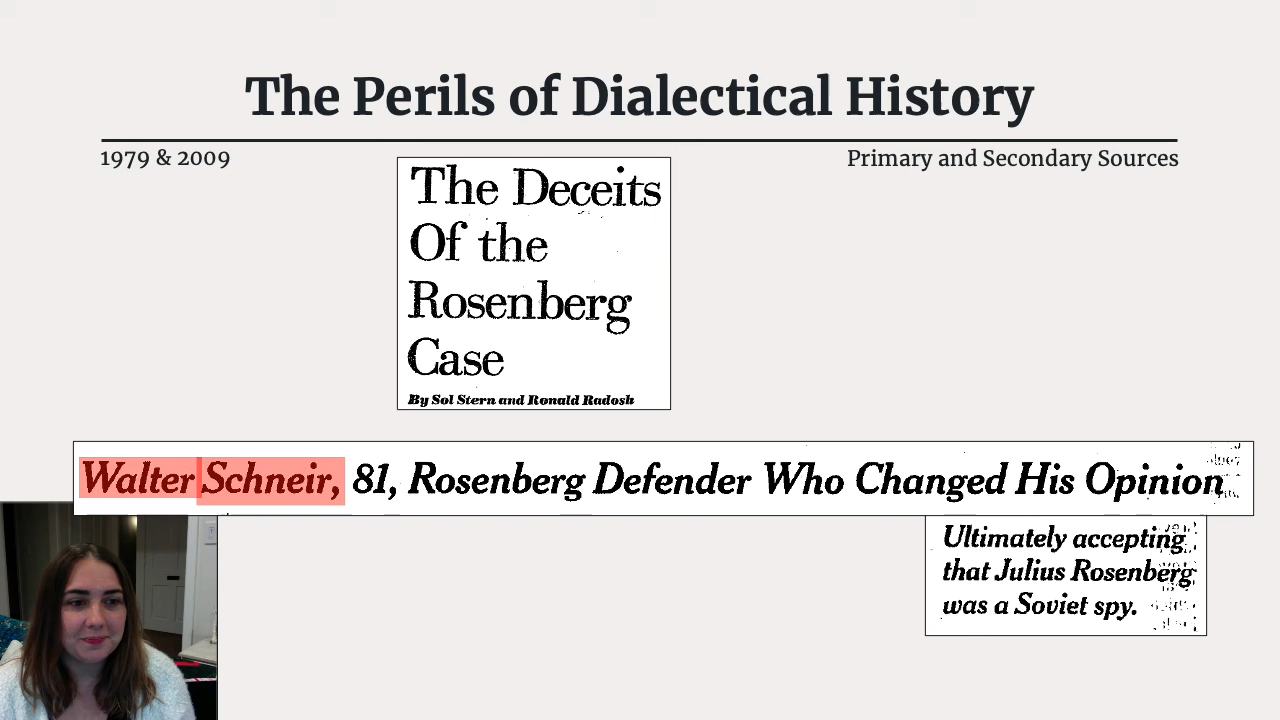 The Perils of Dialectical History
1979 & 2009
Primary and Secondary Sources
The Deceits
Of the
Rosenberg
Case
By Sol Stern and Ronald Radosh
Walter Schneir, 81, Rosenberg Defender Who Changed His Opinion
Ultimately accepting
that Julius Rosenberg
was a Soviet spy.